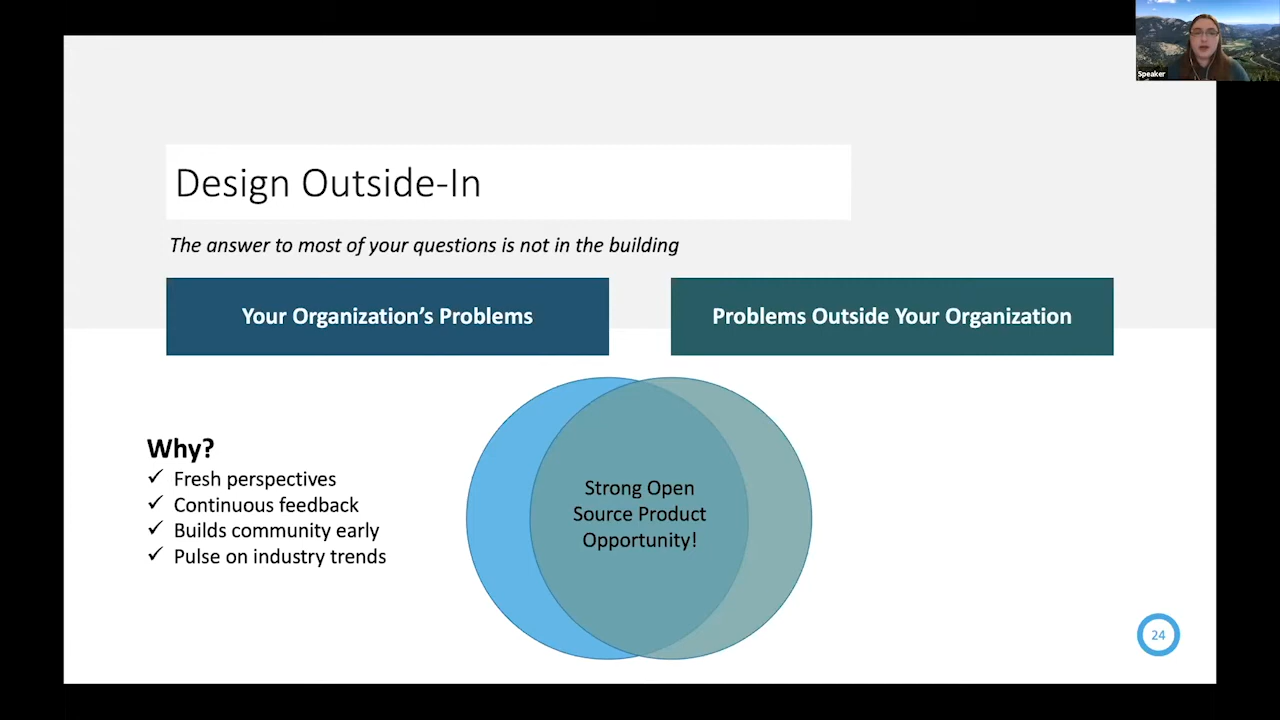 Speaker
Design Outside-In
The answer to most of your questions is not in the building
Your Organization’s Problems
Problems Outside Your Organization
Why?
✓ Fresh perspectives
✓ Continuous feedback
✓ Builds community early
✓ Pulse on industry trends
Strong Open
Source Product
Opportunity!
24